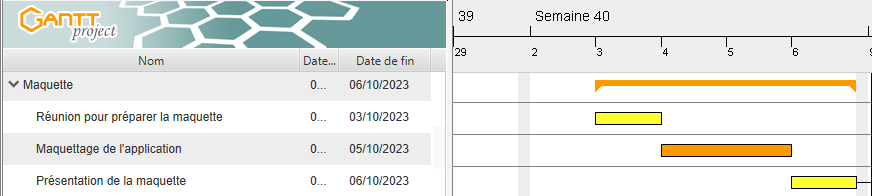 GANTT
project
39
Semaine 40
29
2
3
4
5
6
9
Nom
Date...
Date de fin
Maquette
0...
06/10/2023
Réunion pour préparer la maquette
0...
03/10/2023
Maquettage de l'application
0...
05/10/2023
Présentation de la maquette
0...
06/10/2023